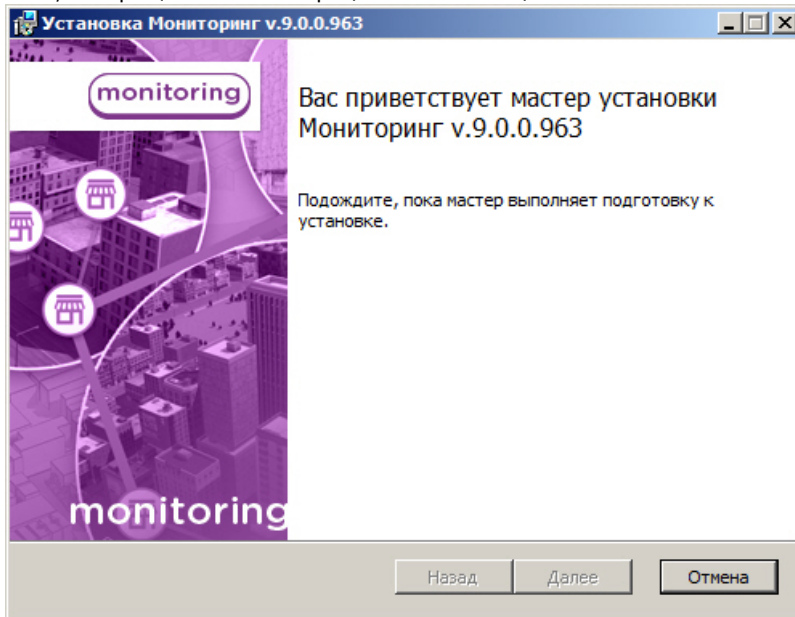 Установка Мониторинг v.9.0.0.963
monitoring
Вас приветствует мастер установки
Мониторинг v.9.0.0.963
Подождите, пока мастер выполняет подготовку к
установке.
monitoring
Назад
Далее
Отмена